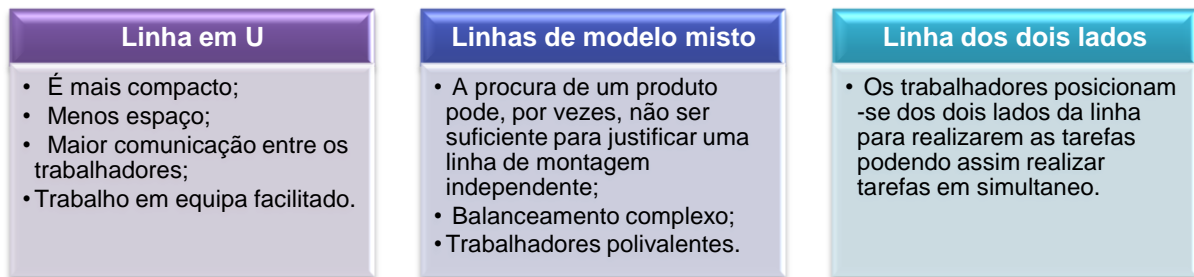 Linha em U
• É mais compacto;
• Menos espaço;
• Maior comunicação entre os
trabalhadores;
• Trabalho em equipa facilitado.
Linhas de modelo misto
• A procura de um produto
pode, por vezes, não ser
suficiente para justificar uma
linha de montagem
independente;
• Balanceamento complexo;
• Trabalhadores polivalentes.
Linha dos dois lados
• Os trabalhadores posicionam
-se dos dois lados da linha
para realizarem as tarefas
podendo assim realizar
tarefas em simultaneo.